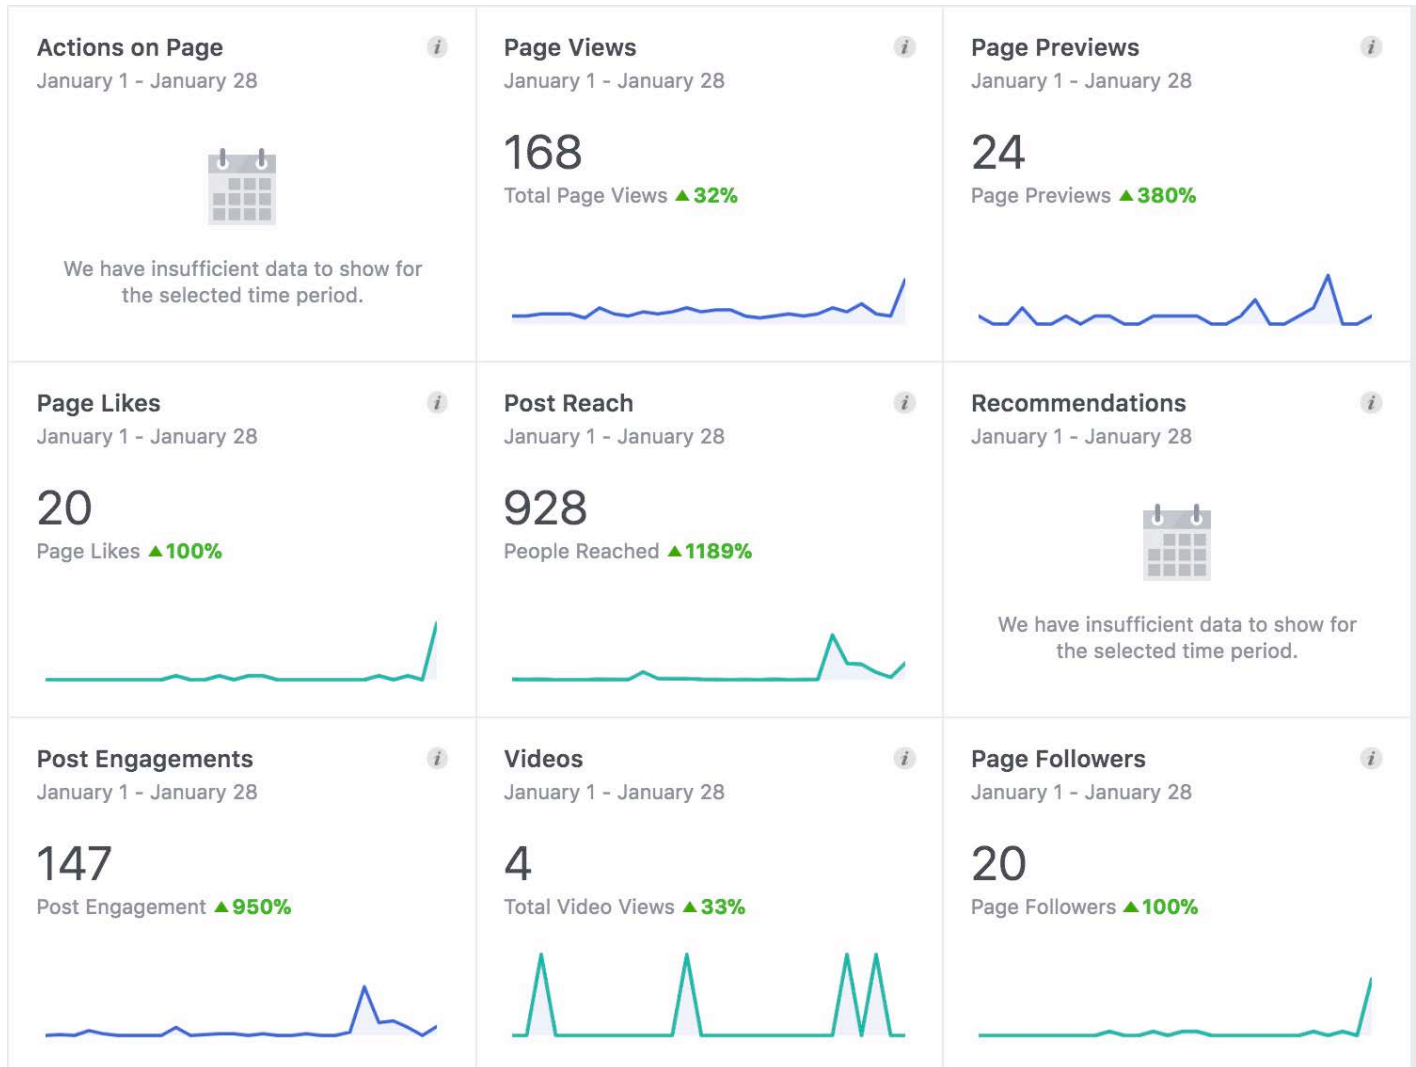 Actions on Page
January 1 - January 28
We have insufficient data to show for
the selected time period.
Page Views
January 1 - January 28
168
Total Page Views ▲32%
Page Previews
January 1 - January 28
24
Page Previews ▲380%
Page Likes
January 1 - January 28
20
Page Likes ▲100%
Post Reach
January 1 - January 28
928
People Reached ▲1189%
Recommendations
January 1 - January 28
We have insufficient data to show for
the selected time period.
Post Engagements
January 1 - January 28
147
Post Engagement ▲950%
Videos
January 1 - January 28
4
Total Video Views ▲33%
Page Followers
January 1 - January 28
20
Page Followers ▲100%